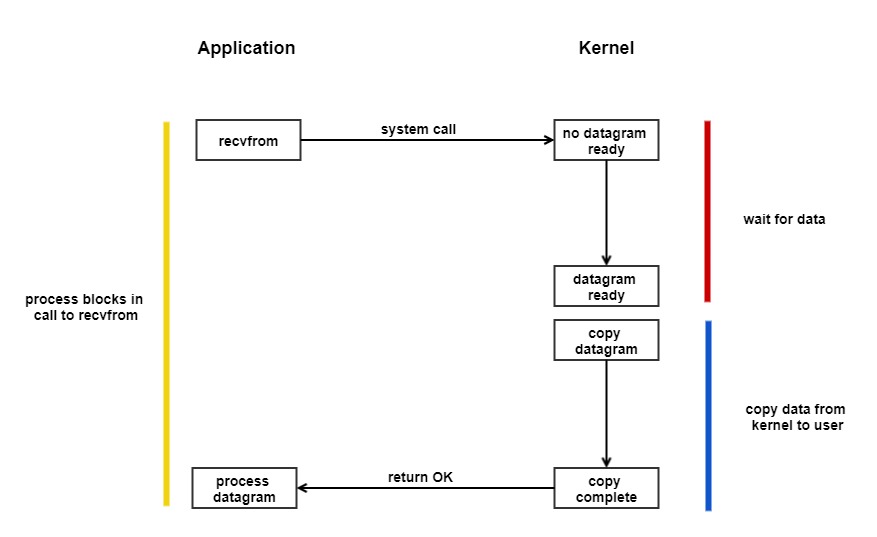 Application
Kernel
recvfrom
system call
no datagram
ready
wait for data
datagram
ready
process blocks in
call to recvfrom
copy
datagram
copy data from
kernel to user
process
datagram
return OK
copy
complete